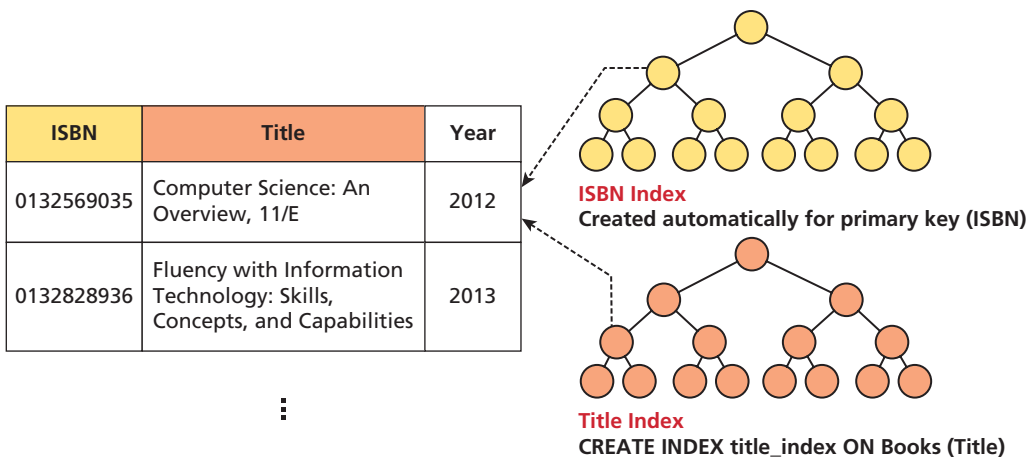 ISBN Title Year
0132569035
Computer Science: An
Overview, 11/E
2012
0132828936
Fluency with Information
Technology: Skills,
Concepts, and Capabilities
2013
ISBN Index
Created automatically for primary key (ISBN)
Title Index
CREATE INDEX title_index ON Books (Title)